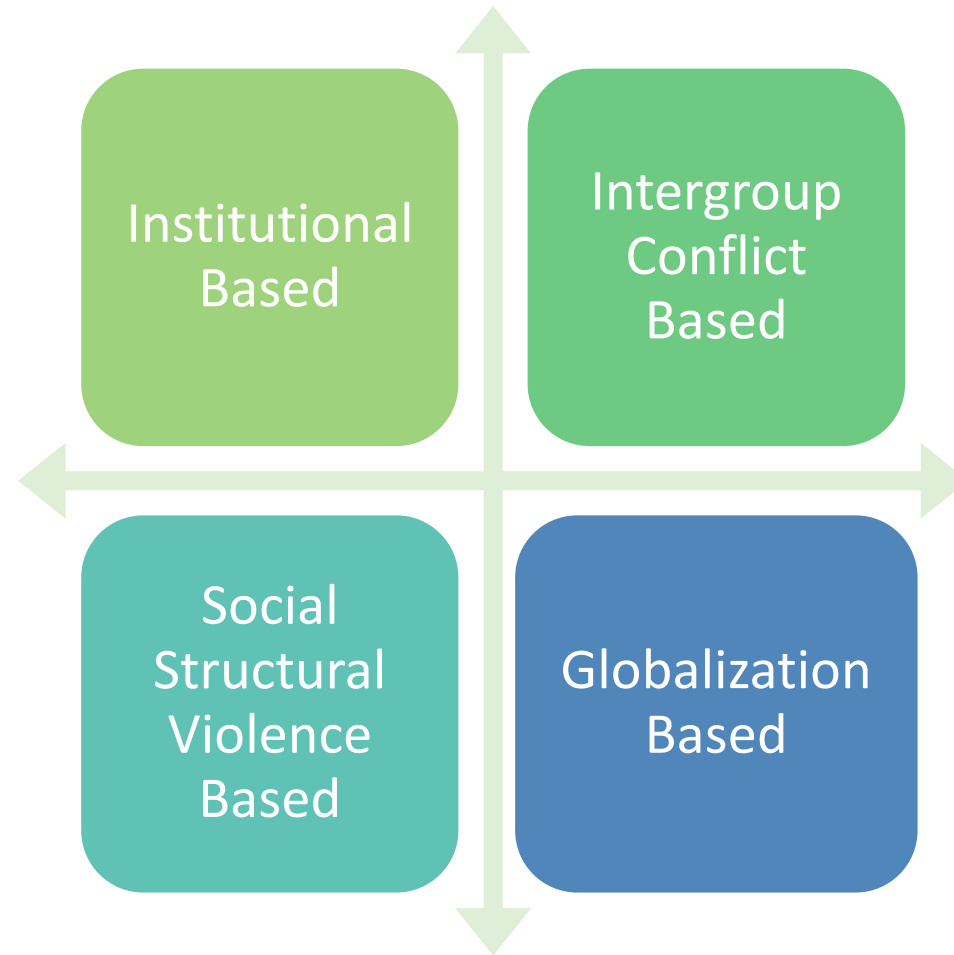 Institutional
Based
Intergroup
Conflict
Based
Social
Structural
Violence
Based
Globalization
Based